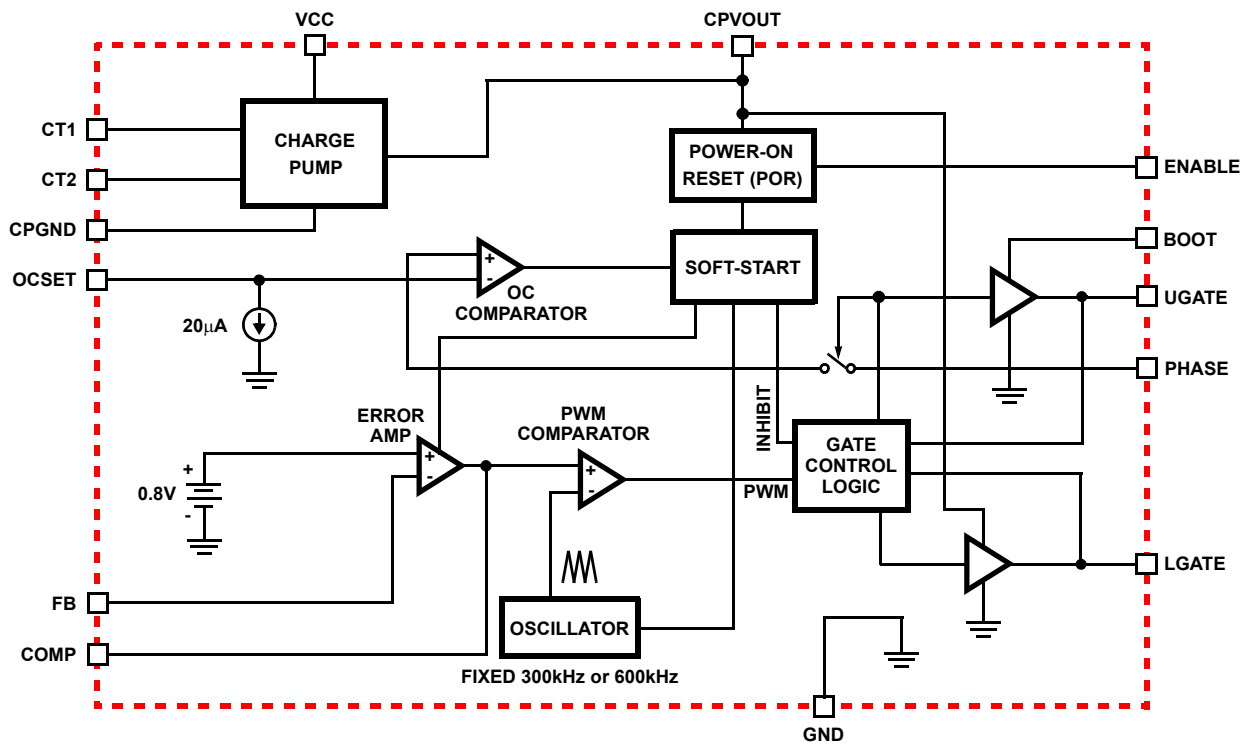 VCC
CPVOUT
CT1
CHARGE
PUMP
POWER-ON
RESET (POR)
ENABLE
CT2
CPGND
BOOT
OCSET
+
-
OC
COMPARATOR
SOFT-START
UGATE
20μA
PHASE
INHIBIT
ERROR
AMP
PWM
COMPARATOR
+
-
+
-
GATE
CONTROL
LOGIC
PWM
+
0.8V
-
LGATE
FB
OSCILLATOR
COMP
FIXED 300kHz or 600kHz
GND